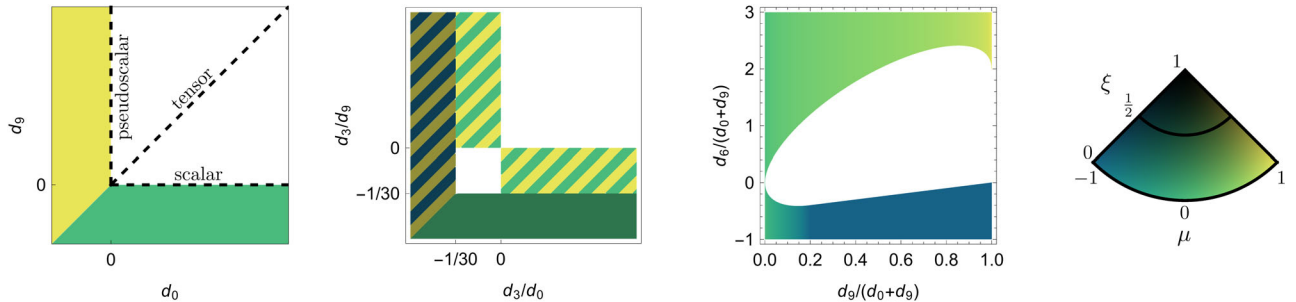 d9
0
pseudoscalar
tensor
scalar
0
d0
d3/d9
0
−1/30
−1/30
0
d3/d0
d6/(d0+d9)
3
2
1
0
−1
0.0
0.2
0.4
0.6
0.8
1.0
d9/(d0+d9)
1
ξ
1/2
0
−1
0
1
μ